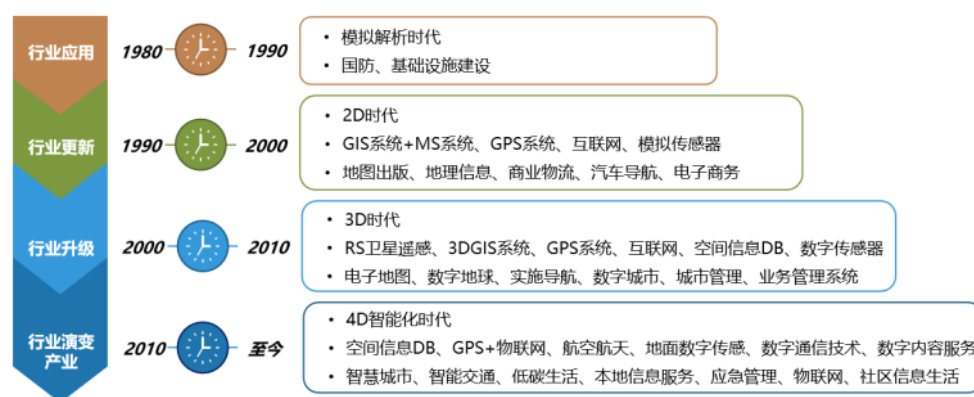 行业应用
1980
1990
• 模拟解析时代
• 国防、基础设施建设
行业更新
1990
2000
• 2D时代
• GIS系统+MS系统、GPS系统、互联网、模拟传感器
• 地图出版、地理信息、商业物流、汽车导航、电子商务
行业升级
2000
2010
• 3D时代
• RS卫星遥感、3DGIS系统、GPS系统、互联网、空间信息DB、数字传感器
• 电子地图、数字地球、实施导航、数字城市、城市管理、业务管理系统
行业演变
产业
2010
至今
• 4D智能化时代
• 空间信息DB、GPS+物联网、航空航天、地面数字传感、数字通信技术、数字内容服务
• 智慧城市、智能交通、低碳生活、本地信息服务、应急管理、物联网、社区信息生活